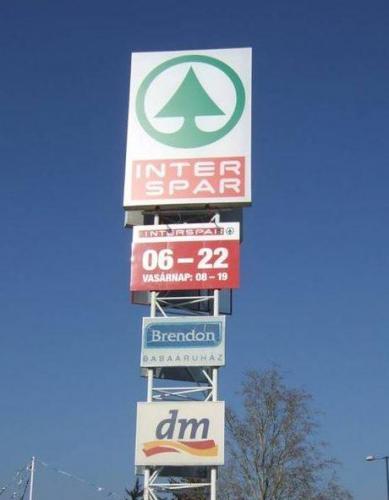 INTER
SPAR
INTERSPAR
06 – 22
VASÁRNAP: 08 – 19
Brendon
BABAÁRUHÁZ
dm